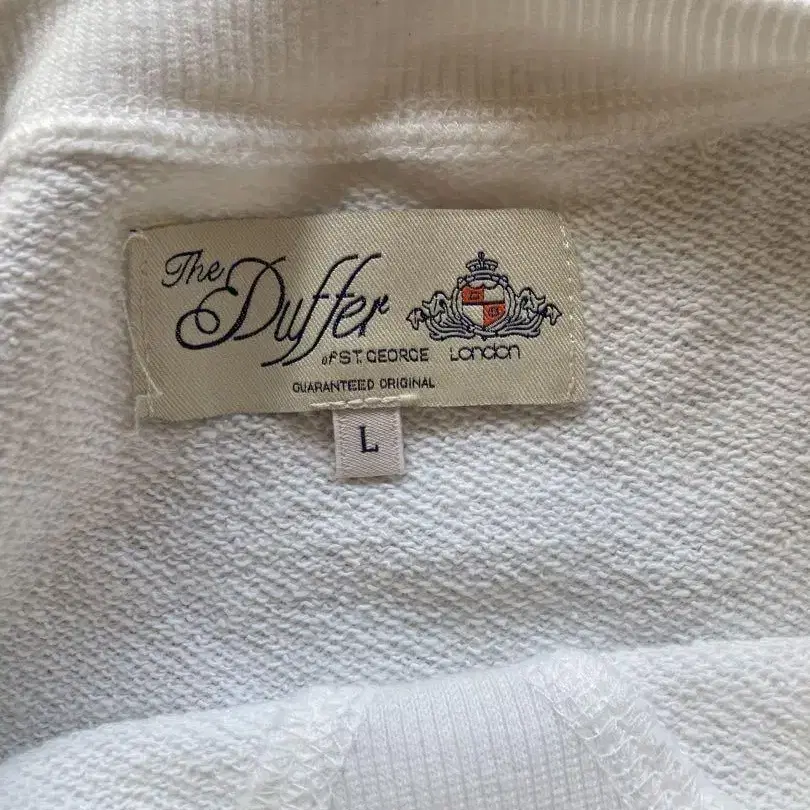 The Duffer
of ST. GEORGE LONDON
GUARANTEED ORIGINAL
L